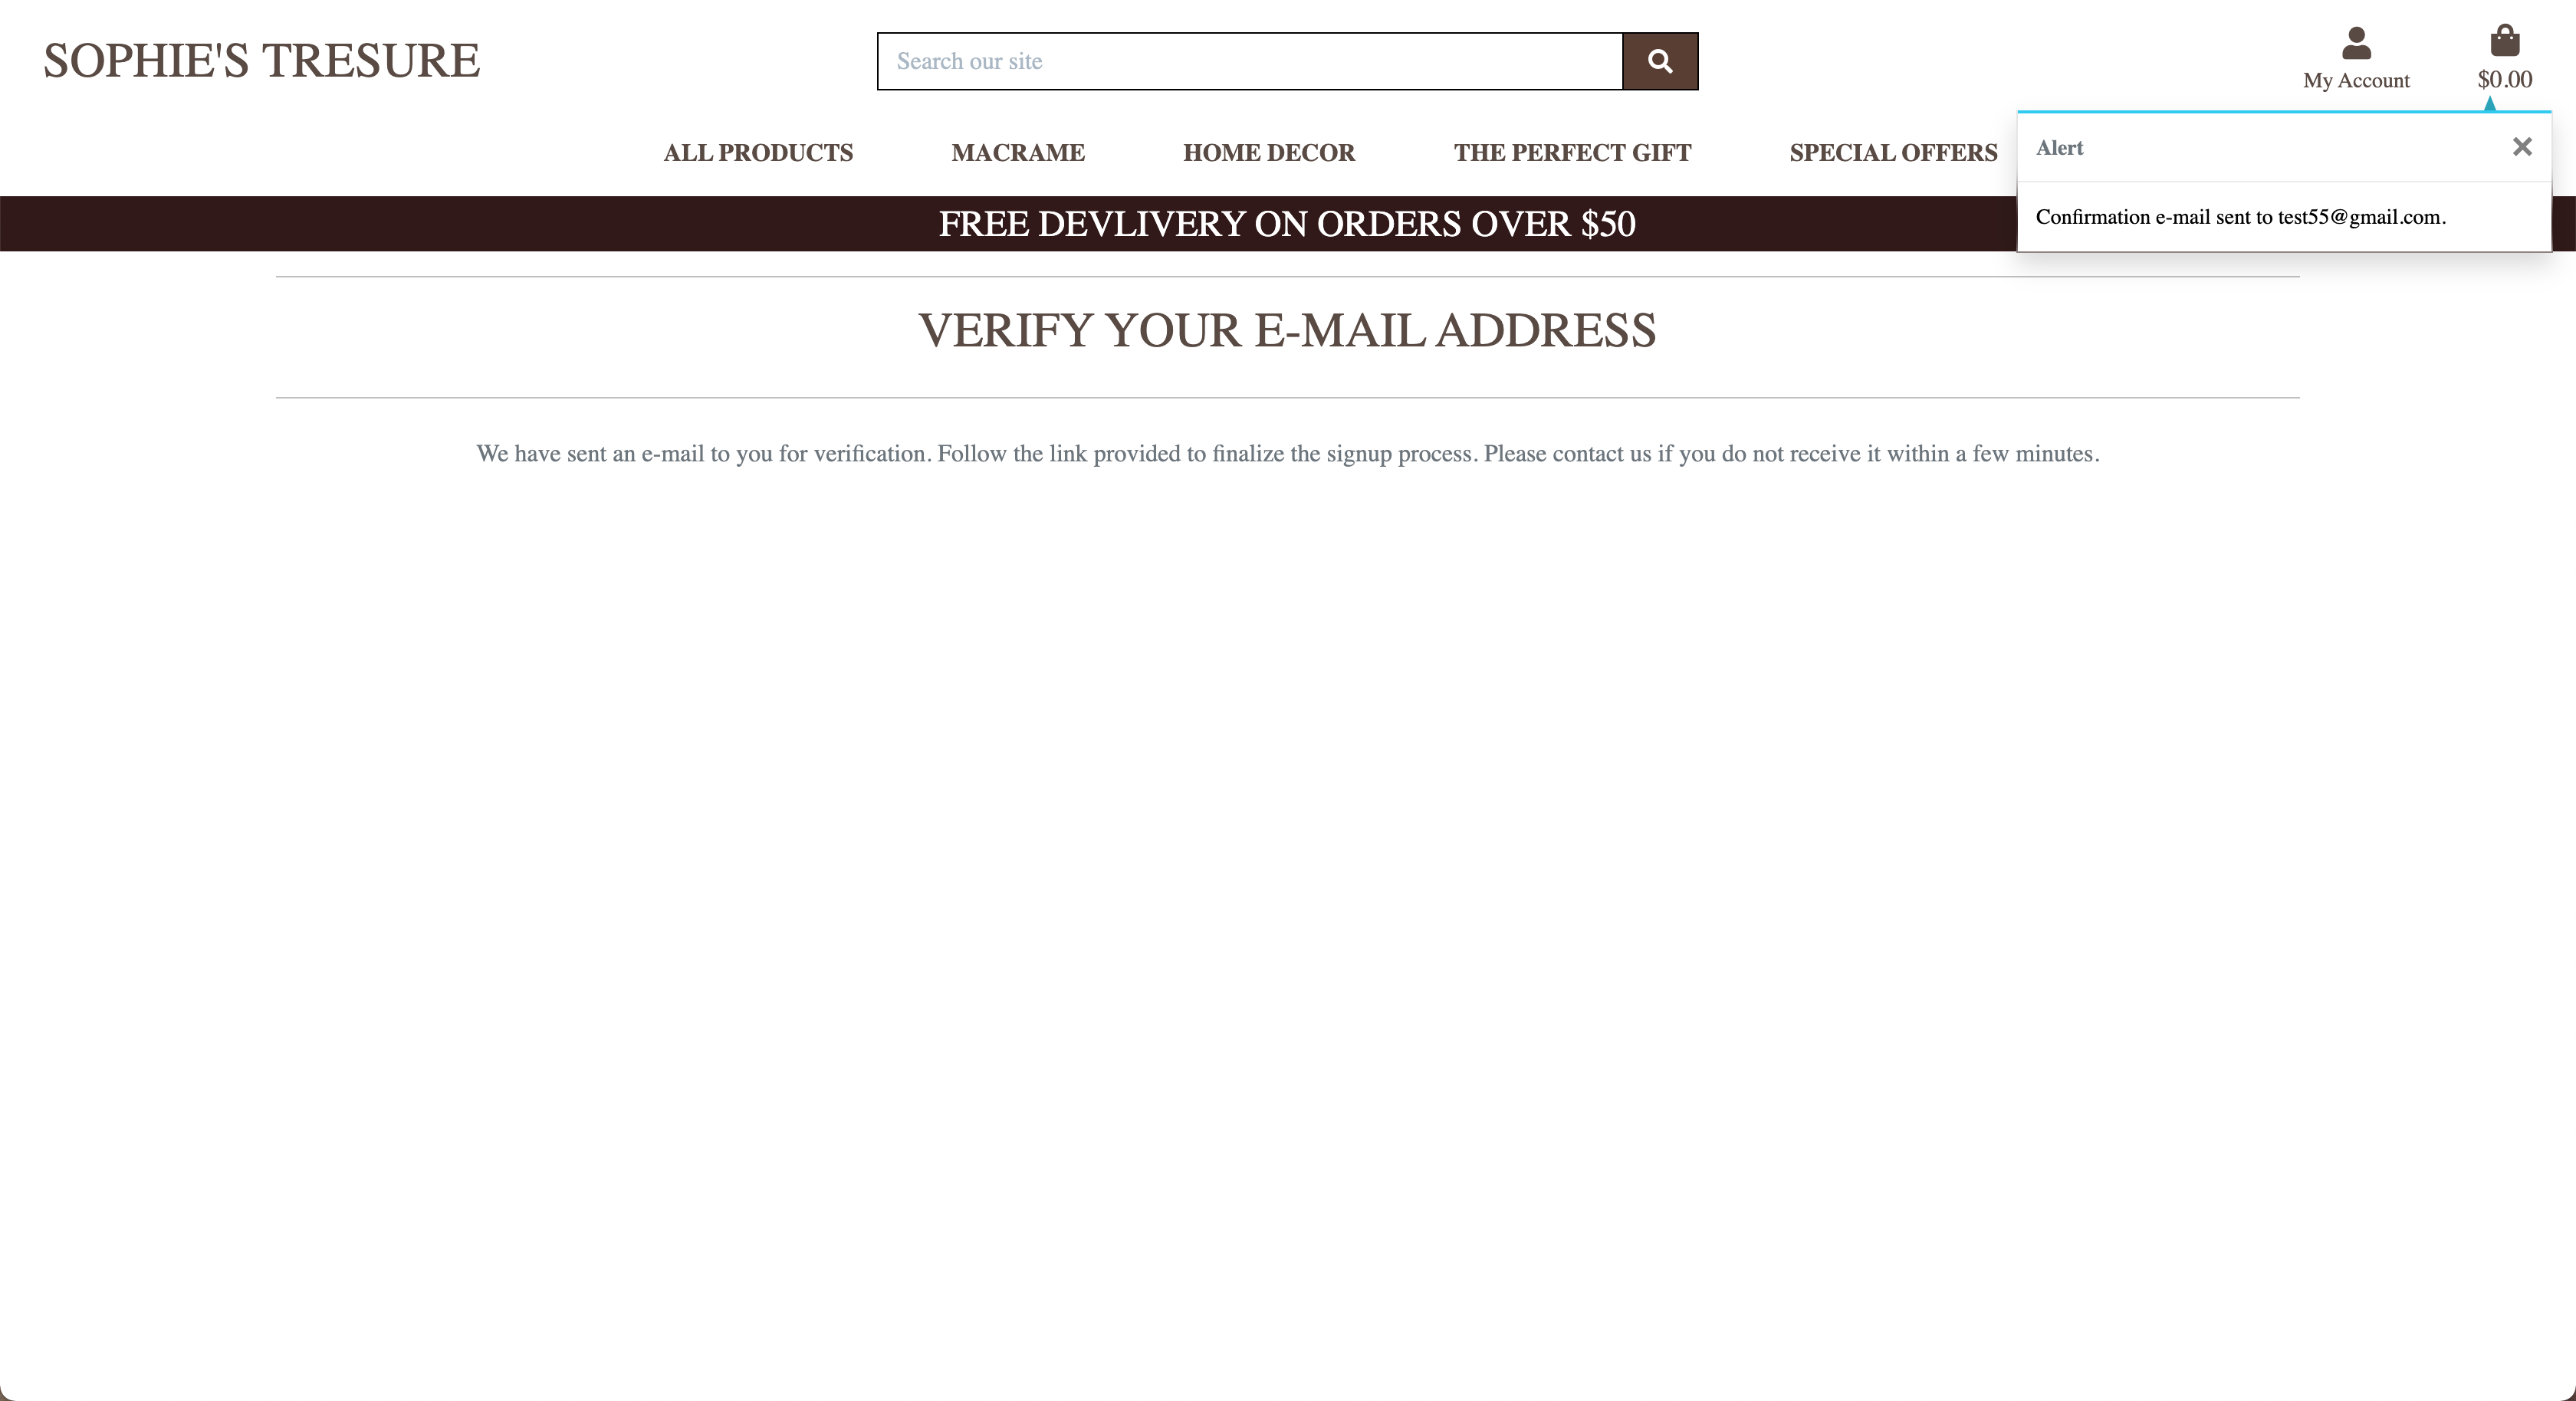 SOPHIE'S TRESURE
Search our site
My Account
$0.00
ALL PRODUCTS
MACRAME
HOME DECOR
THE PERFECT GIFT
SPECIAL OFFERS
Alert
Confirmation e-mail sent to test55@gmail.com.
FREE DEVLIVERY ON ORDERS OVER $50
VERIFY YOUR E-MAIL ADDRESS
We have sent an e-mail to you for verification. Follow the link provided to finalize the signup process. Please contact us if you do not receive it within a few minutes.